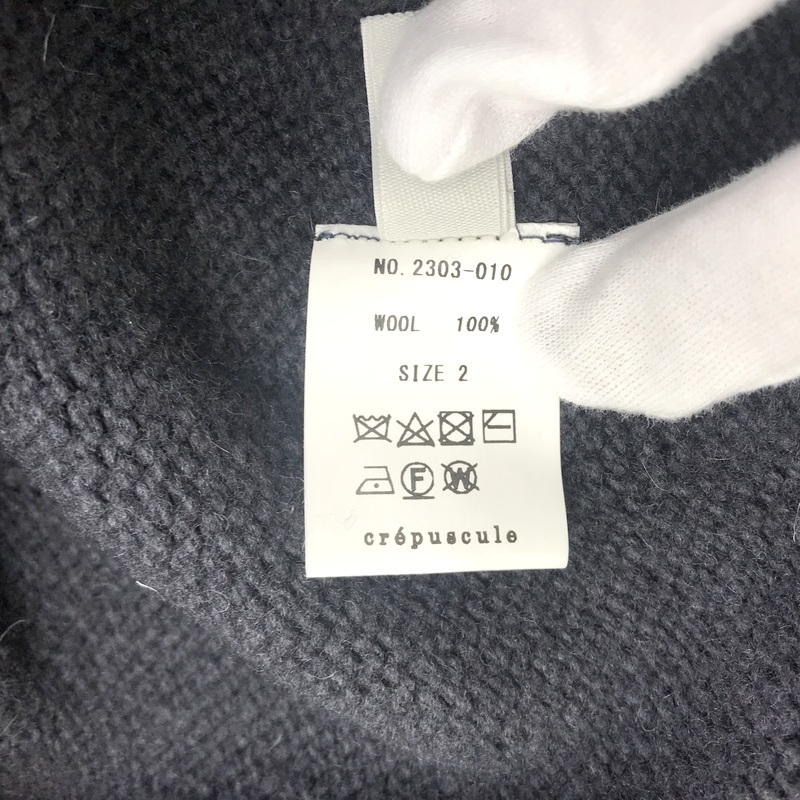 NO. 2303-010
WOOL 100%
SIZE 2
F W
crépuscule